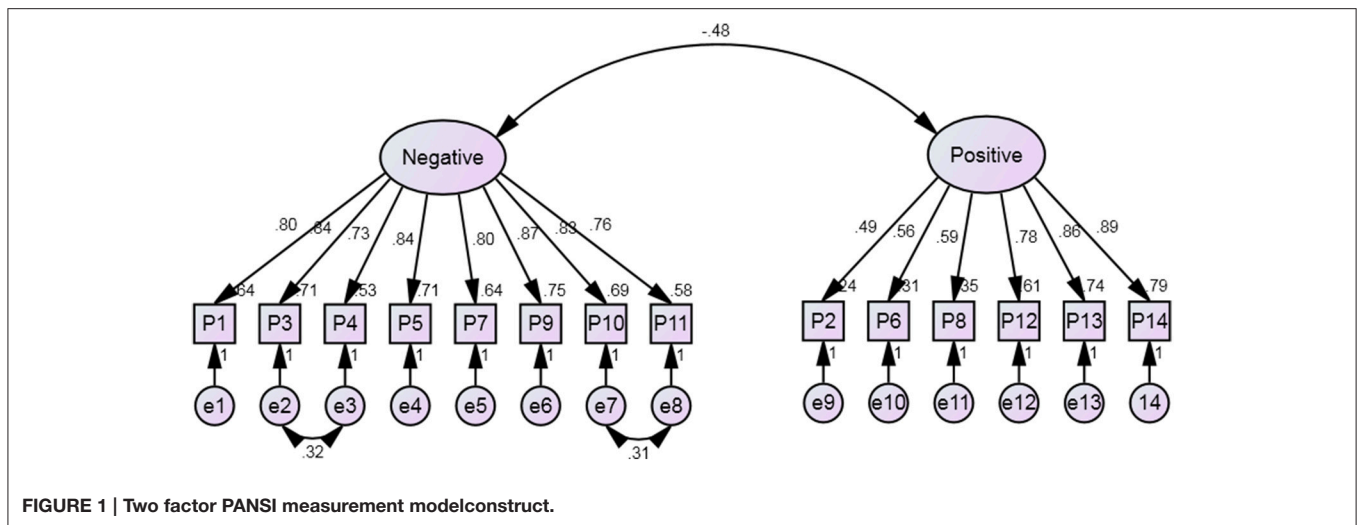 -.48
Negative Positive
.80 .84 .73 .84 .80 .87 .83 .76 .49 .56 .59 .78 .86 .89
.64 .71 .53 .71 .64 .75 .69 .58 .24 .31 .35 .61 .74 .79
P1 P3 P4 P5 P7 P9 P10 P11 P2 P6 P8 P12 P13 P14
1 1 1 1 1 1 1 1 1 1 1 1 1 1
e1 e2 e3 e4 e5 e6 e7 e8 e9 e10 e11 e12 e13 14
.32 .31
FIGURE 1 | Two factor PANSI measurement modelconstruct.